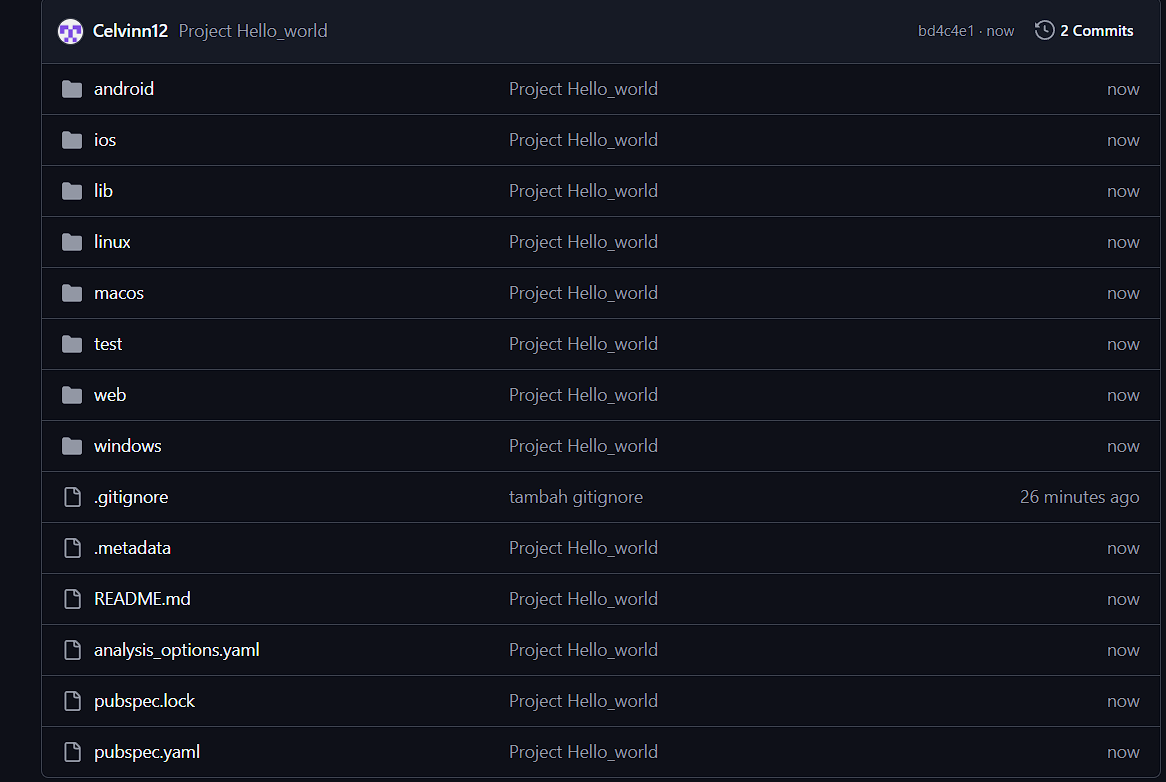 Celvinn12 Project Hello_world bd4c4e1 · now 2 Commits
android Project Hello_world now
ios Project Hello_world now
lib Project Hello_world now
linux Project Hello_world now
macos Project Hello_world now
test Project Hello_world now
web Project Hello_world now
windows Project Hello_world now
.gitignore tambah gitignore 26 minutes ago
.metadata Project Hello_world now
README.md Project Hello_world now
analysis_options.yaml Project Hello_world now
pubspec.lock Project Hello_world now
pubspec.yaml Project Hello_world now